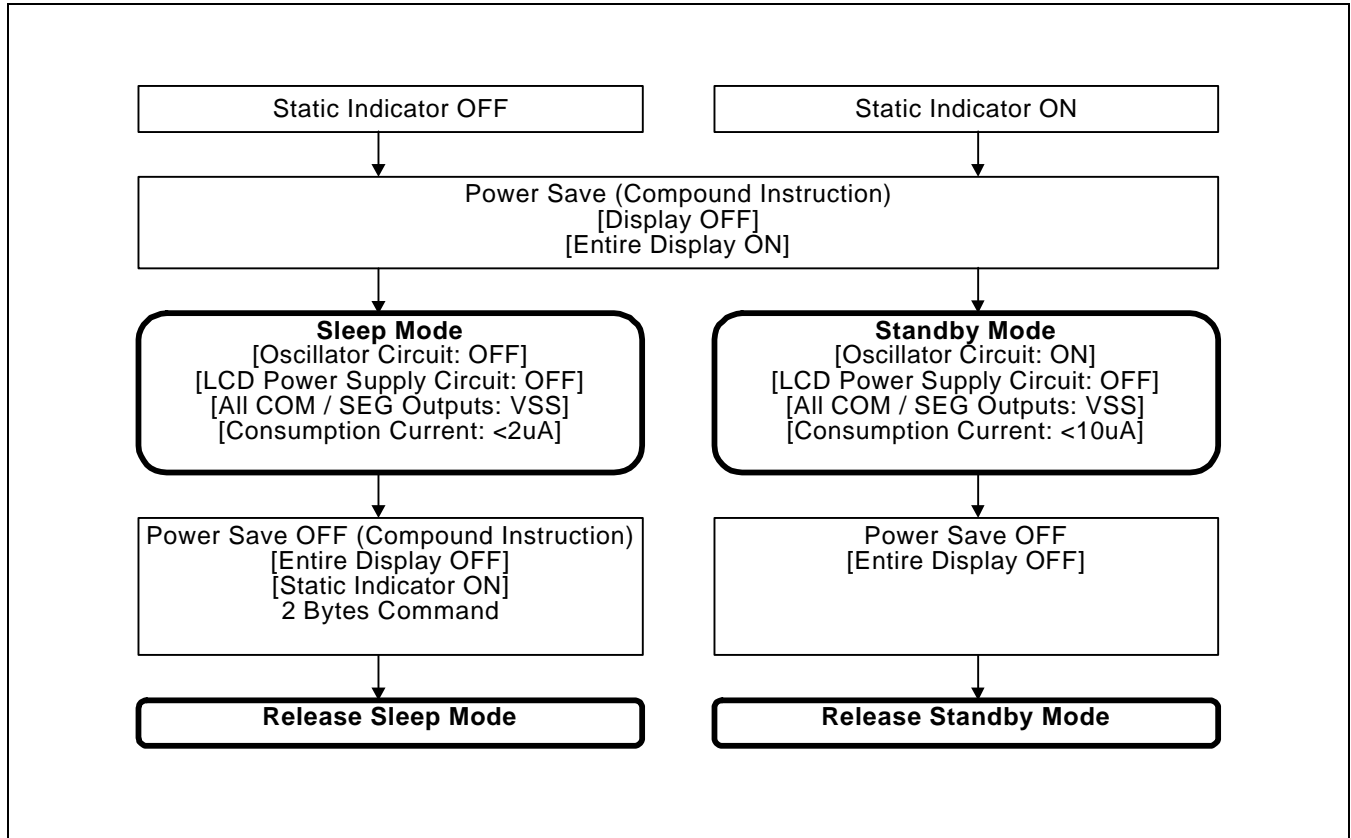 Static Indicator OFF
Static Indicator ON
Power Save (Compound Instruction)
[Display OFF]
[Entire Display ON]
Sleep Mode
[Oscillator Circuit: OFF]
[LCD Power Supply Circuit: OFF]
[All COM / SEG Outputs: VSS]
[Consumption Current: <2uA]
Standby Mode
[Oscillator Circuit: ON]
[LCD Power Supply Circuit: OFF]
[All COM / SEG Outputs: VSS]
[Consumption Current: <10uA]
Power Save OFF (Compound Instruction)
[Entire Display OFF]
[Static Indicator ON]
2 Bytes Command
Power Save OFF
[Entire Display OFF]
Release Sleep Mode
Release Standby Mode